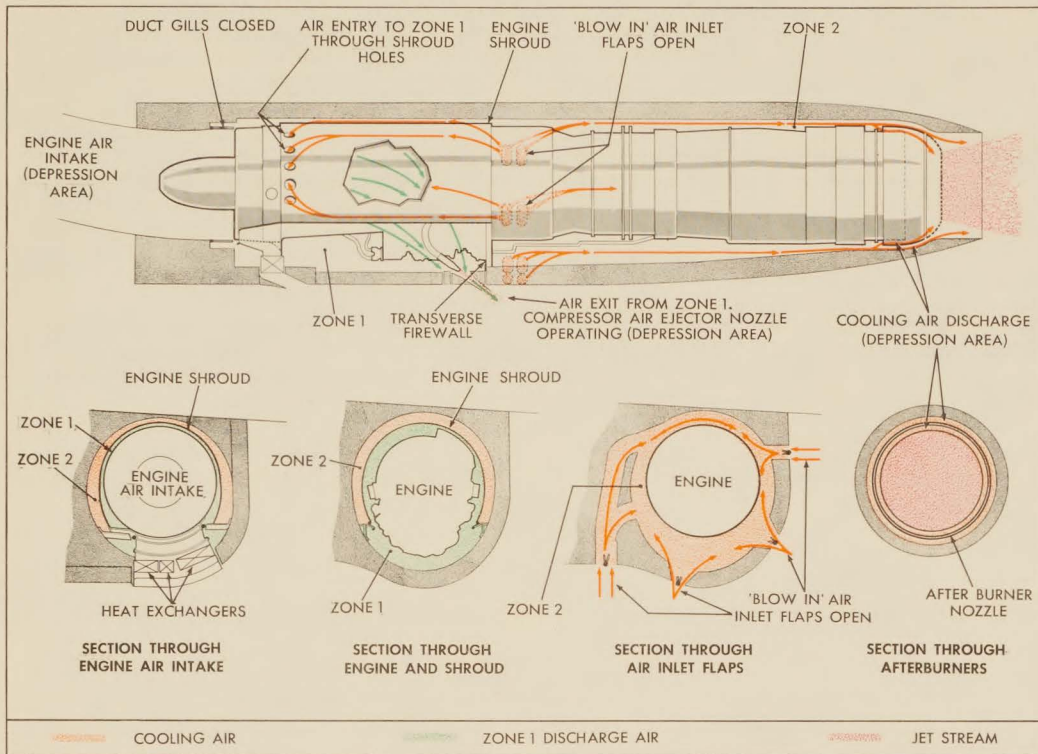 DUCT GILLS CLOSED
AIR ENTRY TO ZONE 1
THROUGH SHROUD
HOLES
ENGINE
SHROUD
'BLOW IN' AIR INLET
FLAPS OPEN
ZONE 2
ENGINE AIR
INTAKE
(DEPRESSION
AREA)
ZONE 1
TRANSVERSE
FIREWALL
AIR EXIT FROM ZONE 1.
COMPRESSOR AIR EJECTOR NOZZLE
OPERATING (DEPRESSION AREA)
COOLING AIR DISCHARGE
(DEPRESSION AREA)
ENGINE SHROUD
ZONE 1
ZONE 2
ENGINE
AIR INTAKE
HEAT EXCHANGERS
SECTION THROUGH
ENGINE AIR INTAKE
ENGINE SHROUD
ZONE 2
ENGINE
ZONE 1
SECTION THROUGH
ENGINE AND SHROUD
ENGINE
ZONE 2
'BLOW IN' AIR
INLET FLAPS OPEN
SECTION THROUGH
AIR INLET FLAPS
AFTER BURNER
NOZZLE
SECTION THROUGH
AFTERBURNERS
COOLING AIR
ZONE 1 DISCHARGE AIR
JET STREAM